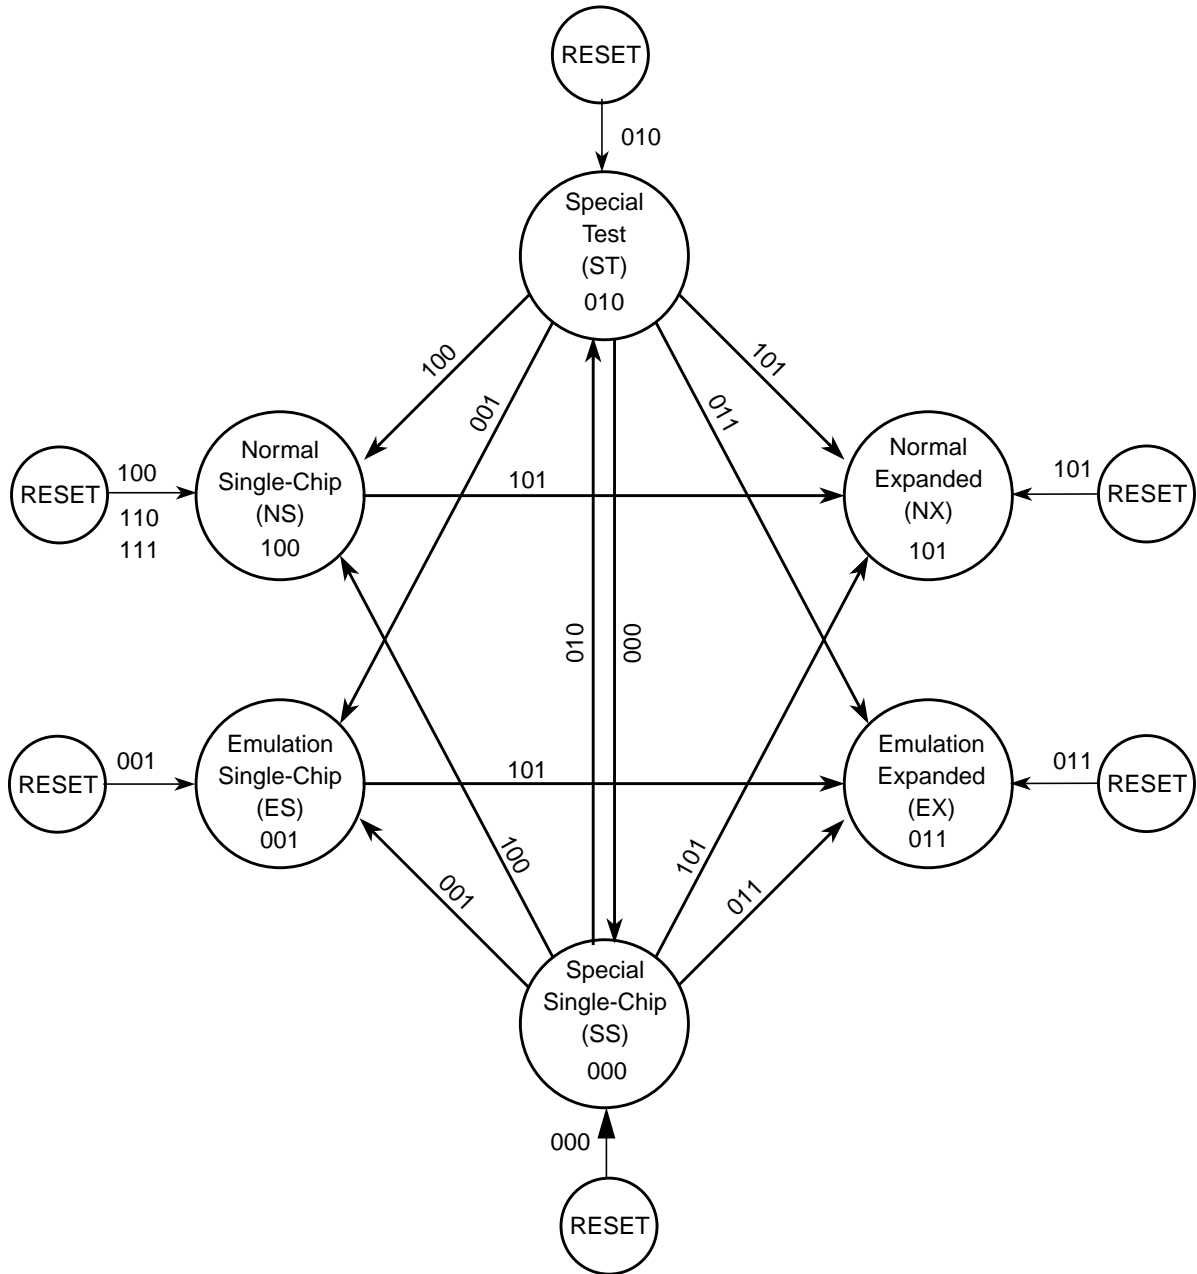 RESET
010
Special
Test
(ST)
010
100
101
001
011
Normal
Single-Chip
(NS)
100
Normal
Expanded
(NX)
101
RESET
100
110
111
101
101
RESET
010
000
Emulation
Single-Chip
(ES)
001
Emulation
Expanded
(EX)
011
RESET
001
101
011
RESET
100
101
001
011
Special
Single-Chip
(SS)
000
000
RESET